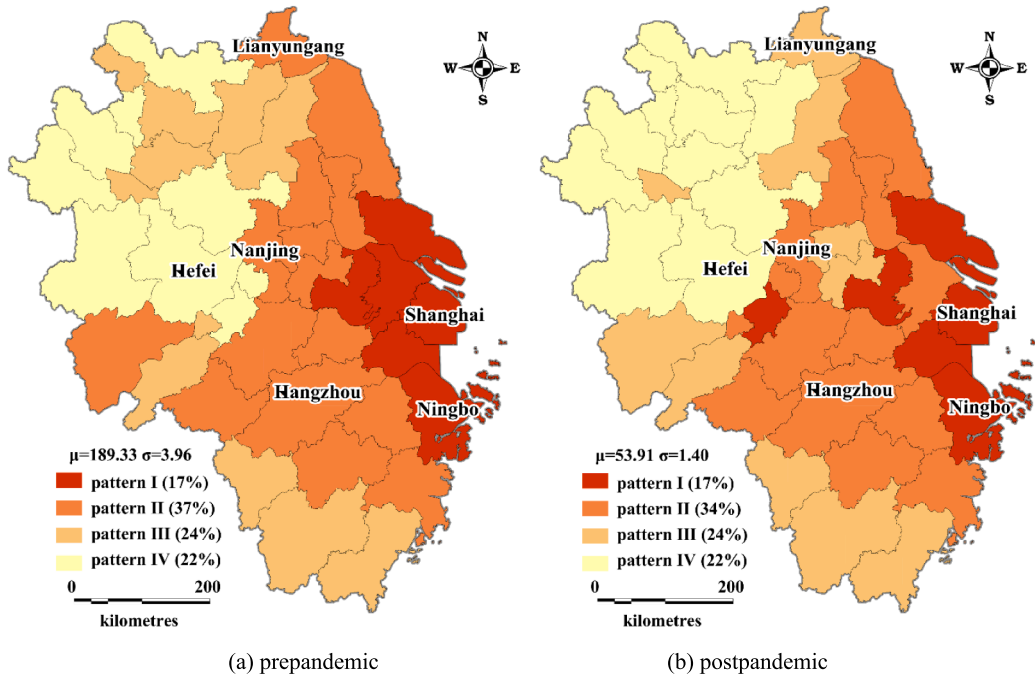 N
W E
S
Lianyungang
Nanjing
Hefei
Shanghai
Hangzhou
Ningbo
μ=189.33 σ=3.96
pattern I (17%)
pattern II (37%)
pattern III (24%)
pattern IV (22%)
0 200
kilometres
(a) prepandemic
N
W E
S
Lianyungang
Nanjing
Hefei
Shanghai
Hangzhou
Ningbo
μ=53.91 σ=1.40
pattern I (17%)
pattern II (34%)
pattern III (24%)
pattern IV (22%)
0 200
kilometres
(b) postpandemic